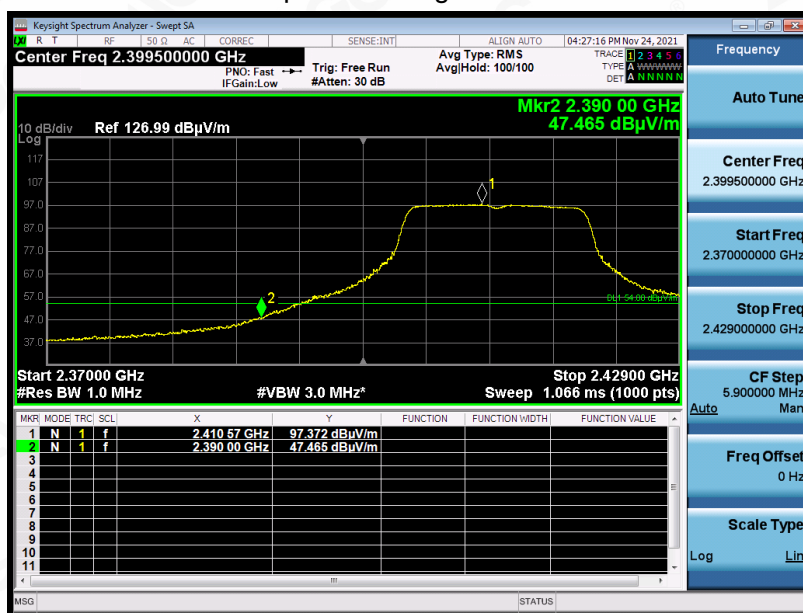 Keysight Spectrum Analyzer - Swept SA
LXI R T RF 50 Ω AC CORREC SENSE:INT ALIGN AUTO 04:27:16 PM Nov 24, 2021
Center Freq 2.399500000 GHz
PNO: Fast
IFGain:Low
Trig: Free Run
#Atten: 30 dB
Avg Type: RMS
Avg|Hold: 100/100
TRACE 1 2 3 4 5 6
TYPE A WWWWW
DET A N N N N N
Mkr2 2.390 00 GHz
47.465 dBµV/m
10 dB/div Ref 126.99 dBµV/m
Log
117
107
97.0
87.0
77.0
67.0
57.0
47.0
37.0
1
2
DL1 54.00 dBµV/m
Start 2.37000 GHz Stop 2.42900 GHz
#Res BW 1.0 MHz #VBW 3.0 MHz* Sweep 1.066 ms (1000 pts)
MKR MODE TRC SCL X Y FUNCTION FUNCTION WIDTH FUNCTION VALUE
1 N 1 f 2.410 57 GHz 97.372 dBµV/m
2 N 1 f 2.390 00 GHz 47.465 dBµV/m
3
4
5
6
7
8
9
10
11
MSG STATUS
Frequency
Auto Tune
Center Freq
2.399500000 GHz
Start Freq
2.370000000 GHz
Stop Freq
2.429000000 GHz
CF Step
5.900000 MHz
Auto Man
Freq Offset
0 Hz
Scale Type
Log Lin